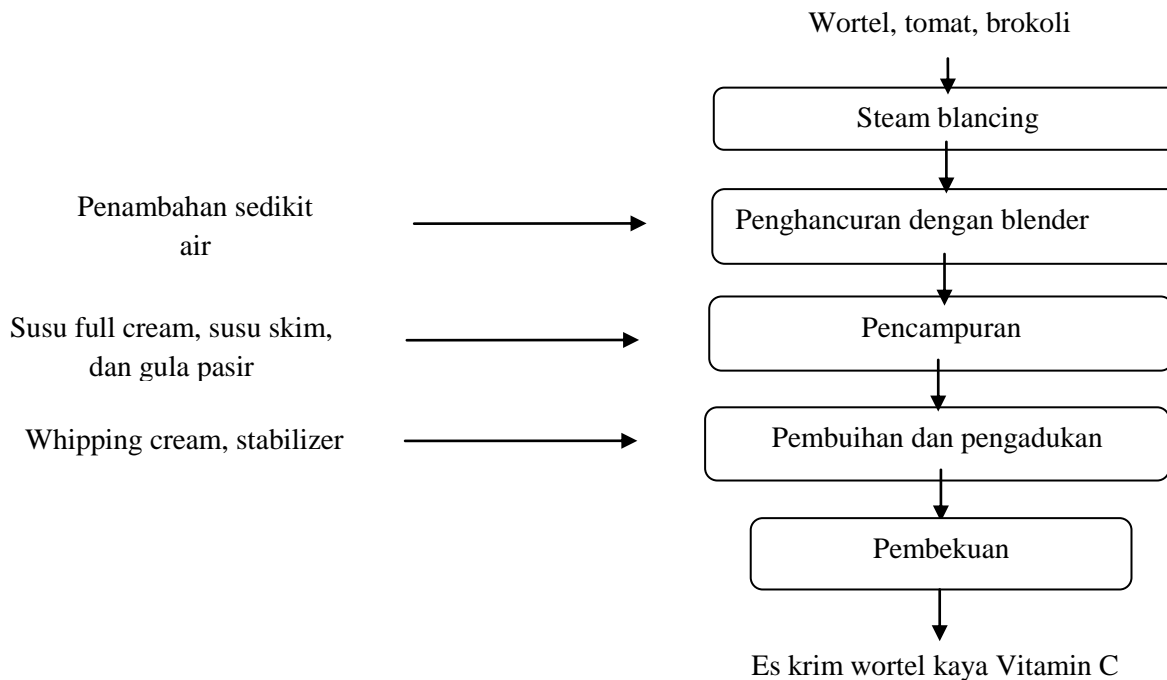 Wortel, tomat, brokoli
Steam blancing
Penambahan sedikit
air
Penghancuran dengan blender
Susu full cream, susu skim,
dan gula pasir
Pencampuran
Whipping cream, stabilizer
Pembuihan dan pengadukan
Pembekuan
Es krim wortel kaya Vitamin C